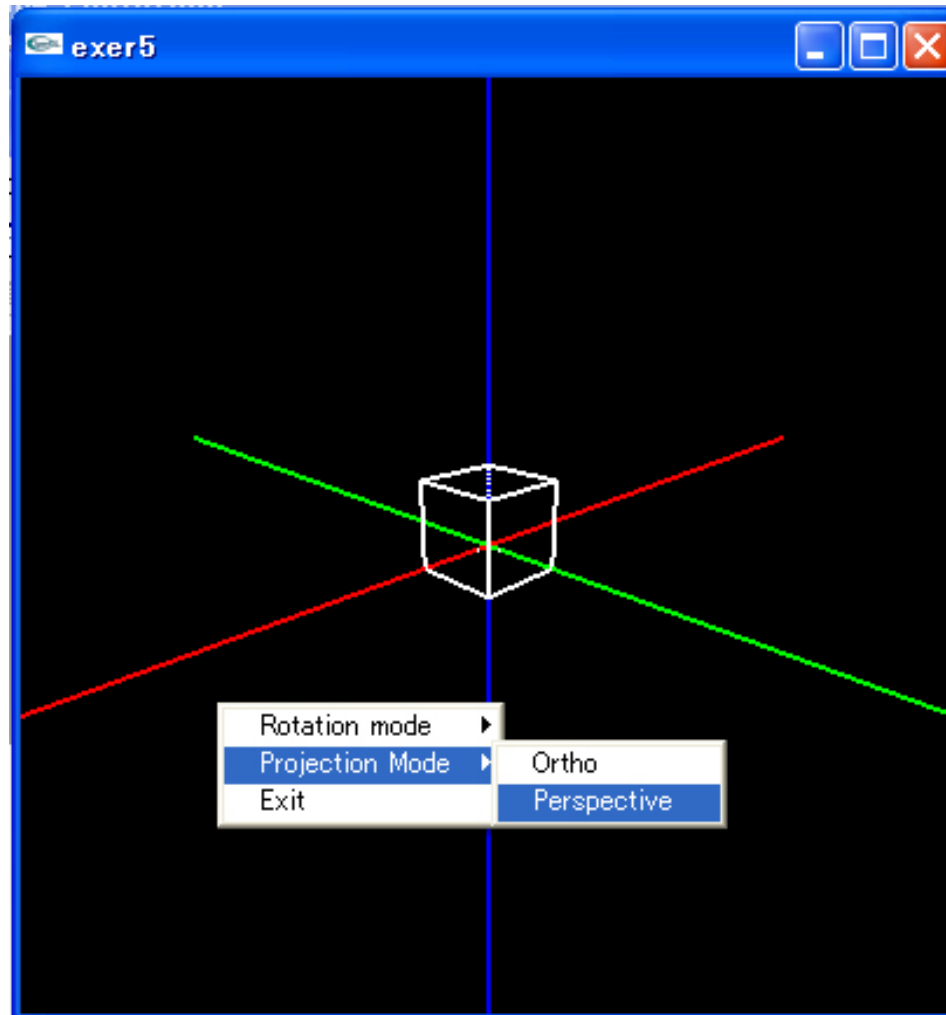 exer5
Rotation mode
Projection Mode
Ortho
Exit
Perspective